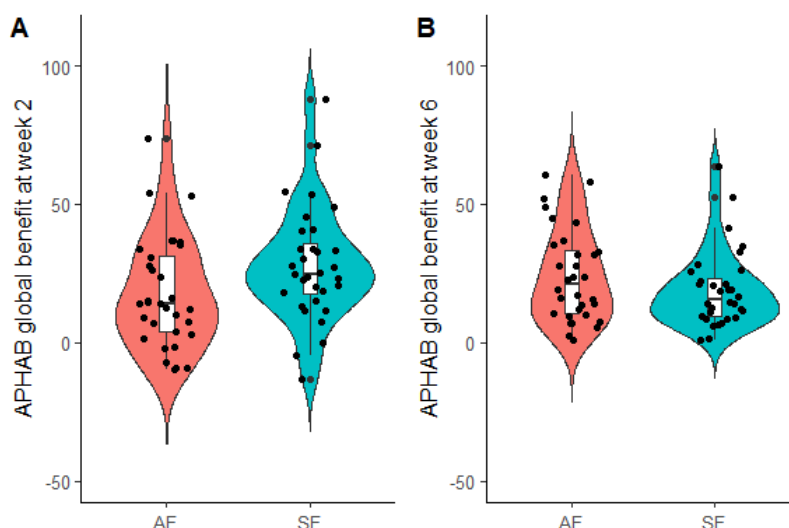 A
APHAB global benefit at week 2
100
50
0
-50
AF
SF
B
APHAB global benefit at week 6
100
50
0
-50
AF
SF